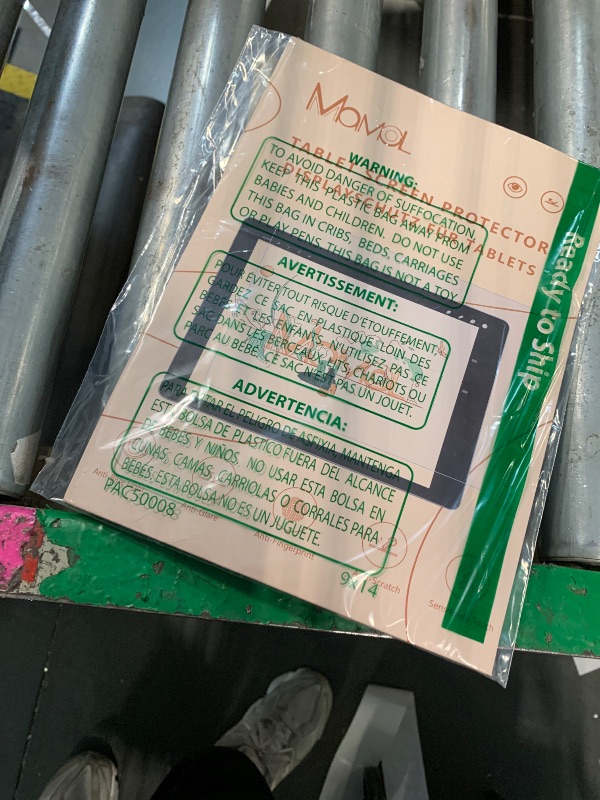 MOMOL
TABLET SCREEN PROTECTOR
DISPLAYSCHUTZ FÜR TABLETS
WARNING:
TO AVOID DANGER OF SUFFOCATION,
KEEP THIS PLASTIC BAG AWAY FROM
BABIES AND CHILDREN. DO NOT USE
THIS BAG IN CRIBS, BEDS, CARRIAGES
OR PLAY PENS. THIS BAG IS NOT A TOY.
AVERTISSEMENT:
POUR ÉVITER TOUT RISQUE D'ÉTOUFFEMENT,
GARDEZ CE SAC EN PLASTIQUE LOIN DES
BÉBÉS ET LES ENFANTS. N'UTILISEZ PAS CE
SAC DANS LES BERCEAUX, LITS, CHARIOTS OU
PARC AU BÉBÉ. CE SAC N'EST PAS UN JOUET.
ADVERTENCIA:
PARA EVITAR EL PELIGRO DE ASFIXIA, MANTENGA
ESTA BOLSA DE PLASTICO FUERA DEL ALCANCE
DE BEBES Y NIÑOS. NO USAR ESTA BOLSA EN
CUNAS, CAMAS, CARRIOLAS O CORRALES PARA
BEBES. ESTA BOLSA NO ES UN JUGUETE.
PAC50008
9X14
Ready to Ship
Anti-Glare
Anti-Fingerprint
Scratch